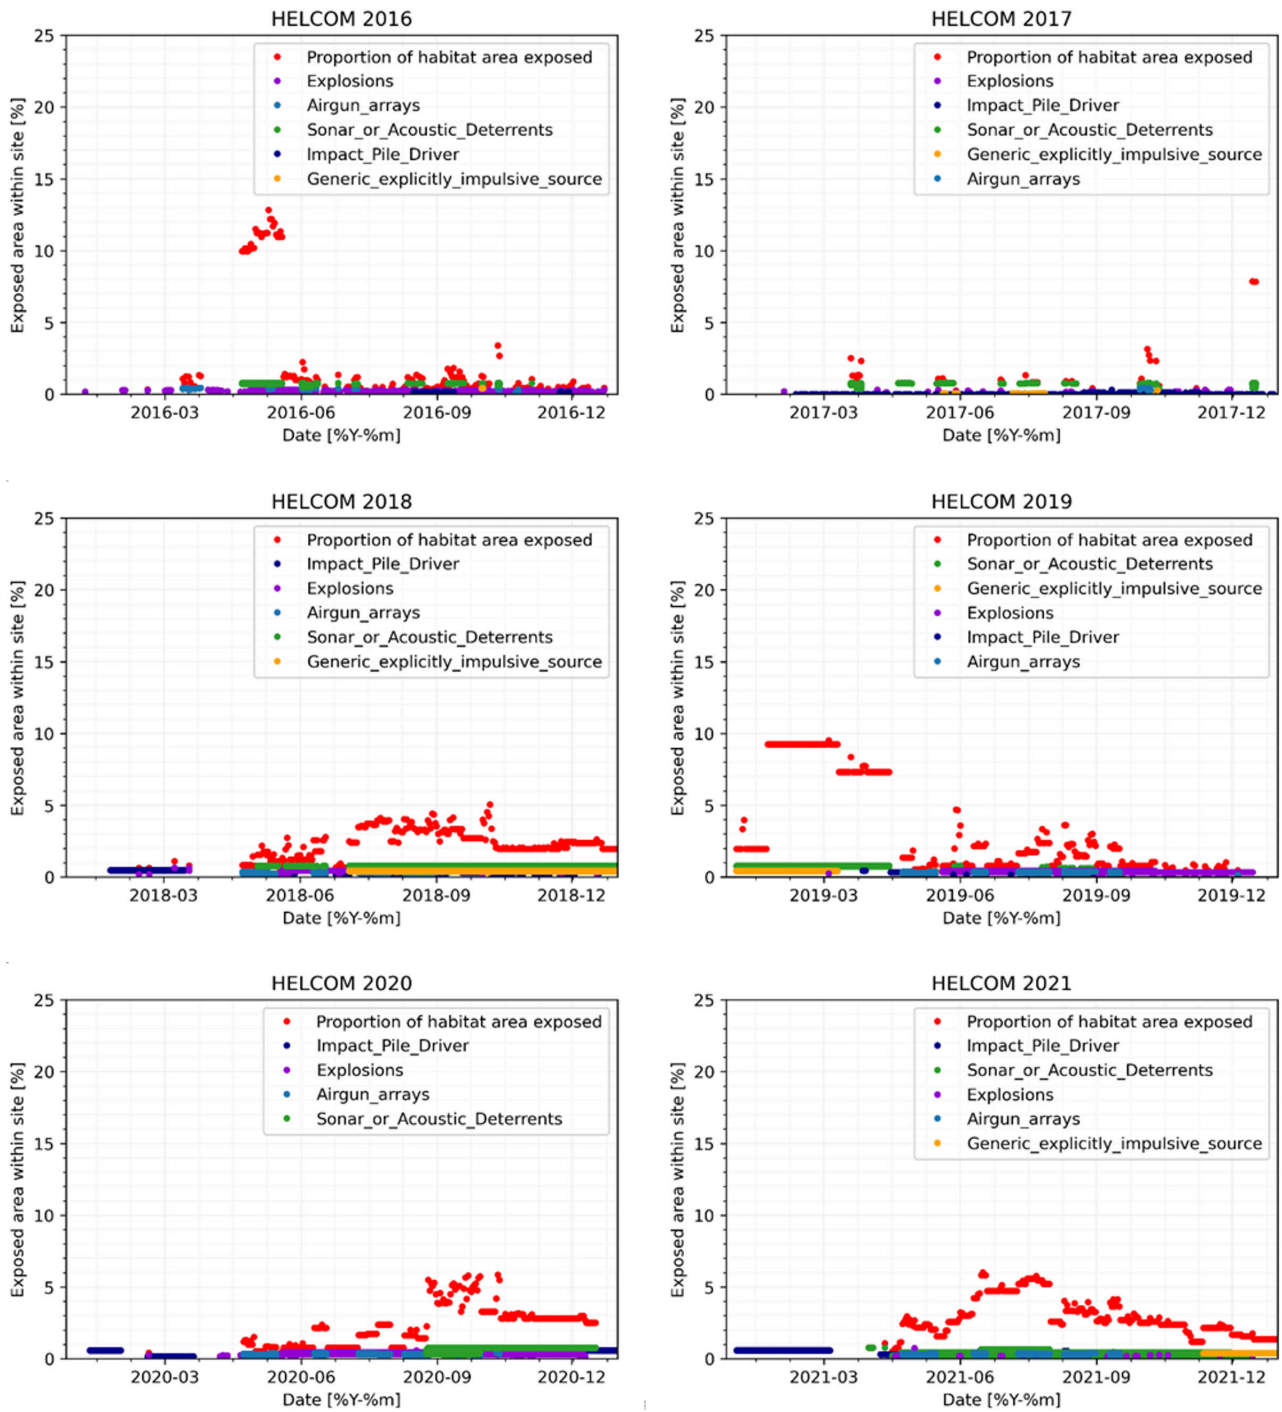 HELCOM 2016
25
20
15
10
5
0
Exposed area within site [%]
Proportion of habitat area exposed
Explosions
Airgun_arrays
Sonar_or_Acoustic_Deterrents
Impact_Pile_Driver
Generic_explicitly_impulsive_source
2016-03 2016-06 2016-09 2016-12
Date [%Y-%m]
HELCOM 2017
25
20
15
10
5
0
Exposed area within site [%]
Proportion of habitat area exposed
Explosions
Impact_Pile_Driver
Sonar_or_Acoustic_Deterrents
Generic_explicitly_impulsive_source
Airgun_arrays
2017-03 2017-06 2017-09 2017-12
Date [%Y-%m]
HELCOM 2018
25
20
15
10
5
0
Exposed area within site [%]
Proportion of habitat area exposed
Impact_Pile_Driver
Explosions
Airgun_arrays
Sonar_or_Acoustic_Deterrents
Generic_explicitly_impulsive_source
2018-03 2018-06 2018-09 2018-12
Date [%Y-%m]
HELCOM 2019
25
20
15
10
5
0
Exposed area within site [%]
Proportion of habitat area exposed
Sonar_or_Acoustic_Deterrents
Generic_explicitly_impulsive_source
Explosions
Impact_Pile_Driver
Airgun_arrays
2019-03 2019-06 2019-09 2019-12
Date [%Y-%m]
HELCOM 2020
25
20
15
10
5
0
Exposed area within site [%]
Proportion of habitat area exposed
Impact_Pile_Driver
Explosions
Airgun_arrays
Sonar_or_Acoustic_Deterrents
2020-03 2020-06 2020-09 2020-12
Date [%Y-%m]
HELCOM 2021
25
20
15
10
5
0
Exposed area within site [%]
Proportion of habitat area exposed
Impact_Pile_Driver
Sonar_or_Acoustic_Deterrents
Explosions
Airgun_arrays
Generic_explicitly_impulsive_source
2021-03 2021-06 2021-09 2021-12
Date [%Y-%m]